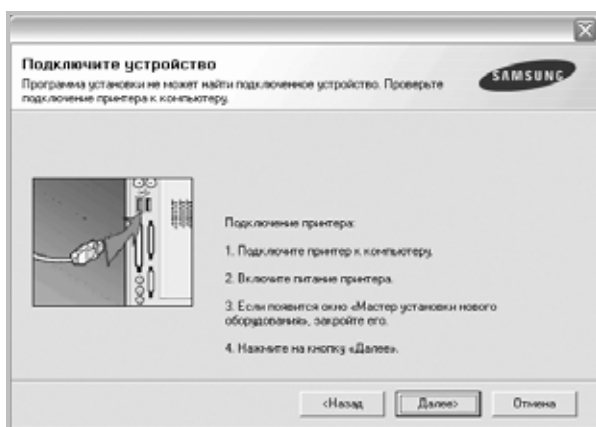 Подключите устройство
Программа установки не может найти подключенное устройство. Проверьте
подключение принтера к компьютеру.
SAMSUNG
Подключение принтера:
1. Подключите принтер к компьютеру.
2. Включите питание принтера.
3. Если появится окно «Мастер установки нового
оборудования», закройте его.
4. Нажмите на кнопку «Далее».
<Назад
Далее>
Отмена